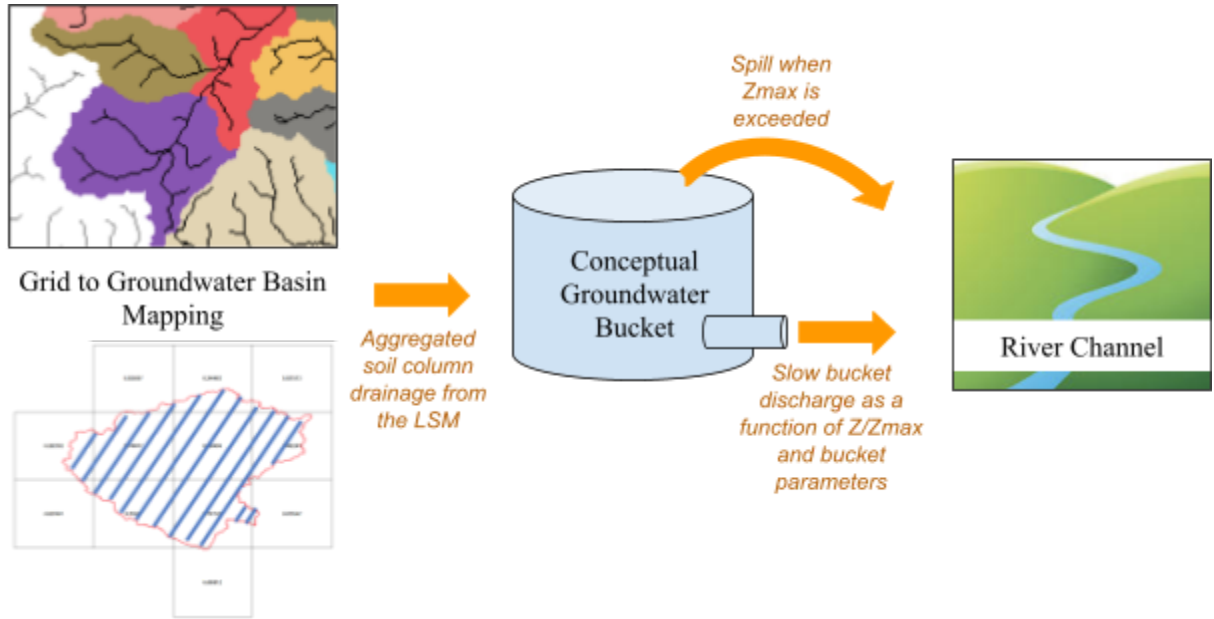 Spill when
Zmax is
exceeded
Grid to Groundwater Basin
Mapping
Aggregated
soil column
drainage from
the LSM
Conceptual
Groundwater
Bucket
Slow bucket
discharge as a
function of Z/Zmax
and bucket
parameters
River Channel